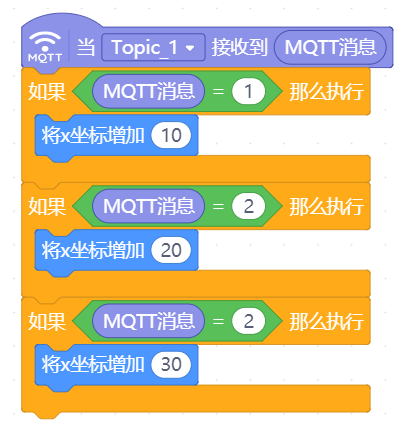 MQTT 当 Topic_1 接收到 MQTT消息
如果 MQTT消息 = 1 那么执行
将x坐标增加 10
如果 MQTT消息 = 2 那么执行
将x坐标增加 20
如果 MQTT消息 = 2 那么执行
将x坐标增加 30